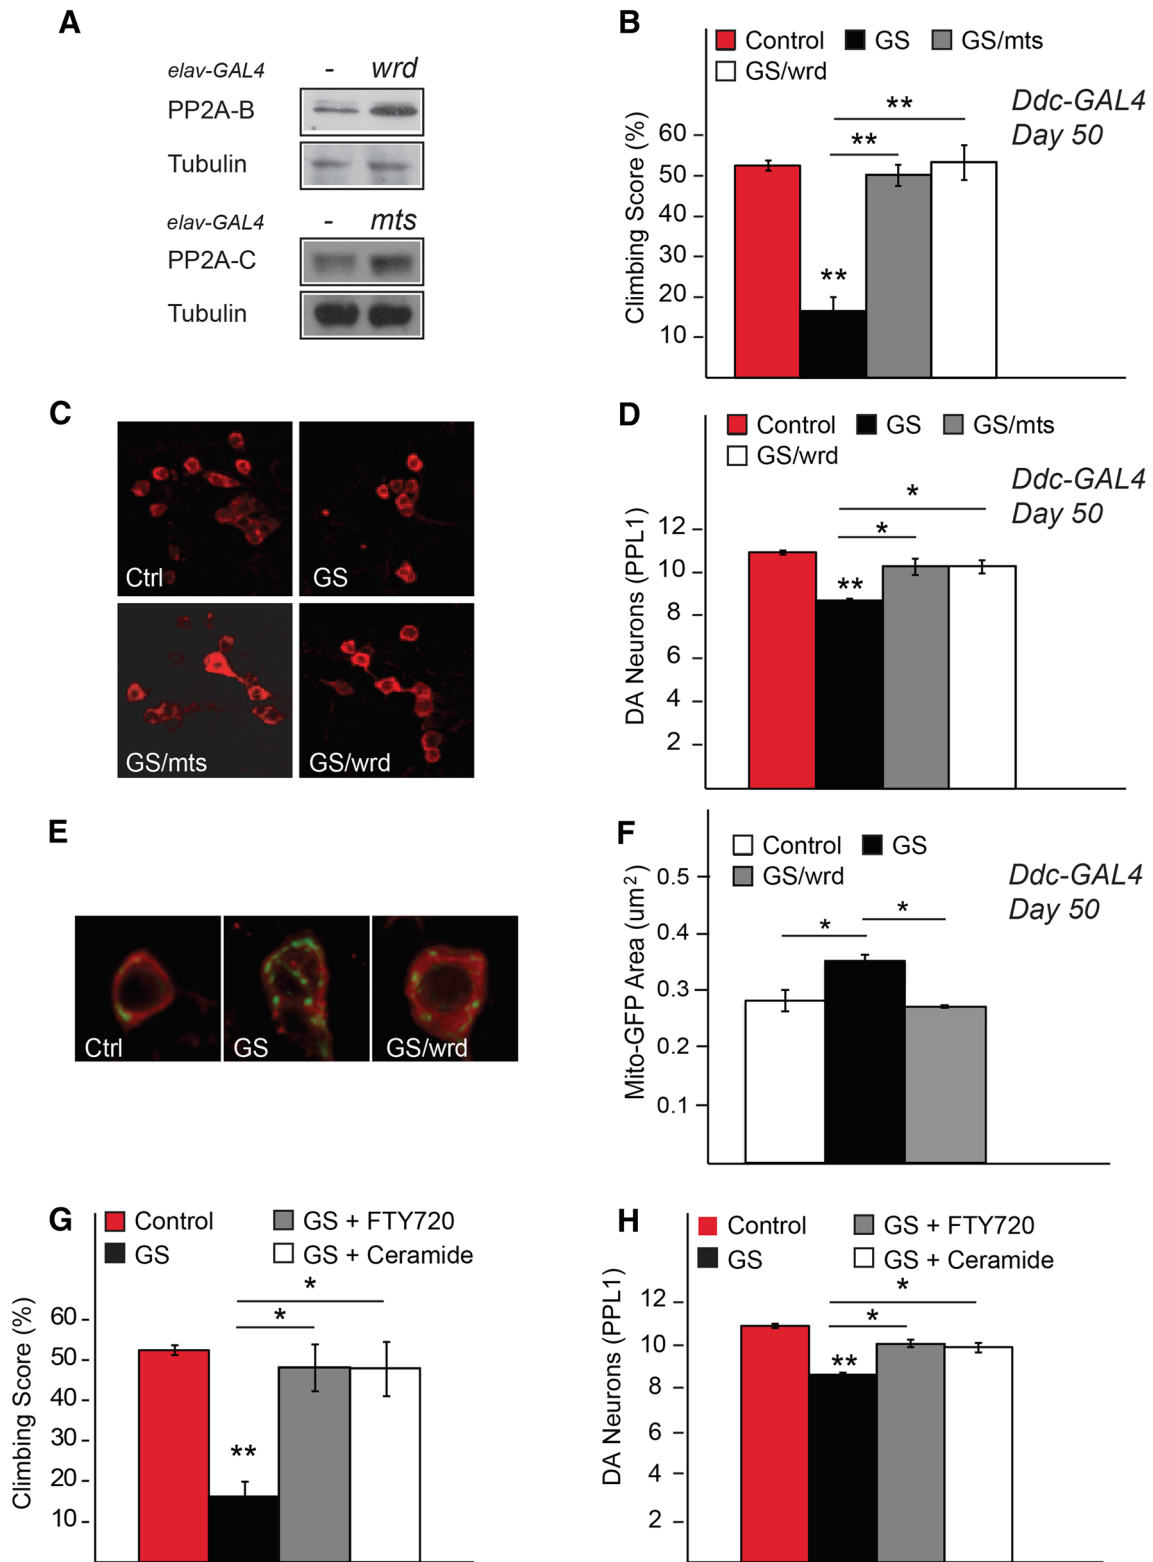 A
elav-GAL4 - wrd
PP2A-B
Tubulin
elav-GAL4 - mts
PP2A-C
Tubulin
B
Control GS GS/mts
GS/wrd
Ddc-GAL4
Day 50
**
**
**
Climbing Score (%)
60
50
40
30
20
10
C
Ctrl
GS
GS/mts
GS/wrd
D
Control GS GS/mts
GS/wrd
Ddc-GAL4
Day 50
*
*
**
DA Neurons (PPL1)
12
10
8
6
4
2
E
Ctrl
GS
GS/wrd
F
Control GS
GS/wrd
Ddc-GAL4
Day 50
*
*
Mito-GFP Area (um²)
0.5
0.4
0.3
0.2
0.1
G
Control GS + FTY720
GS GS + Ceramide
*
*
**
Climbing Score (%)
60
50
40
30
20
10
H
Control GS + FTY720
GS GS + Ceramide
*
*
**
DA Neurons (PPL1)
12
10
8
6
4
2